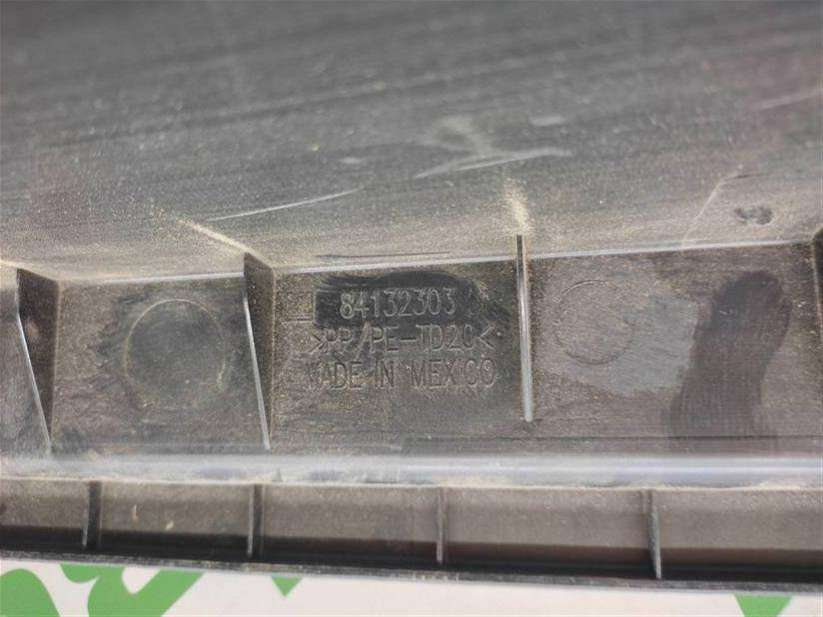 84132303
>PP/PE-TD20<
MADE IN MEXICO